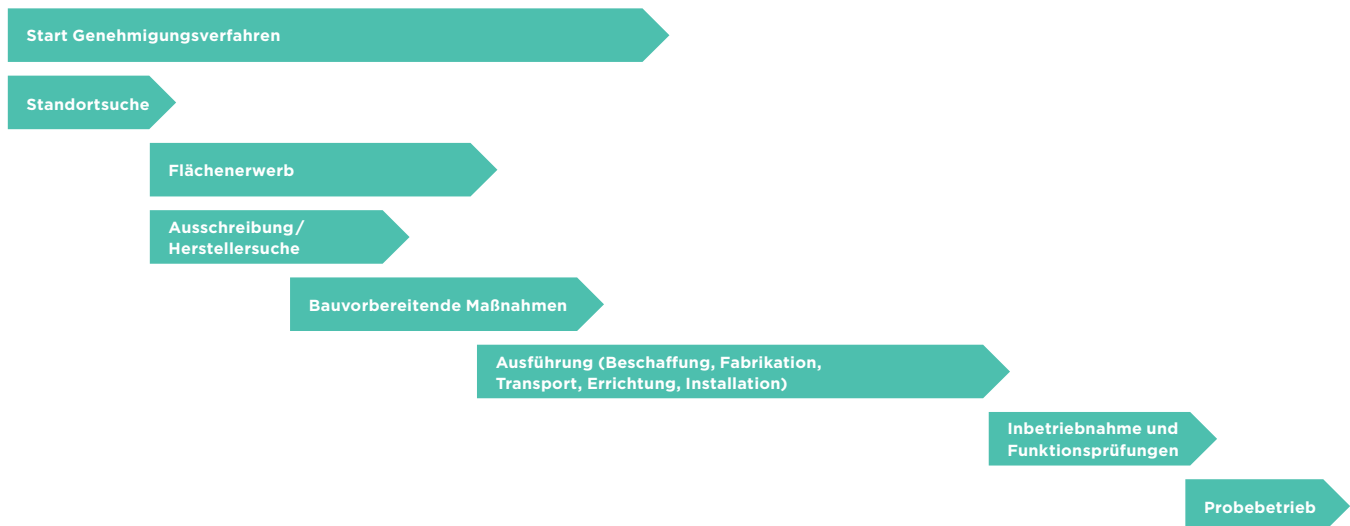 Start Genehmigungsverfahren
Standortsuche
Flächenerwerb
Ausschreibung/
Herstellersuche
Bauvorbereitende Maßnahmen
Ausführung (Beschaffung, Fabrikation,
Transport, Errichtung, Installation)
Inbetriebnahme und
Funktionsprüfungen
Probebetrieb